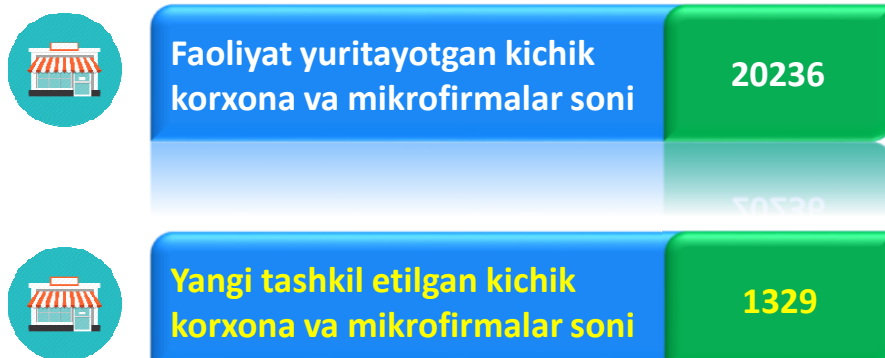 Faoliyat yuritayotgan kichik
korxona va mikrofirmalar soni
20236
Yangi tashkil etilgan kichik
korxona va mikrofirmalar soni
1329